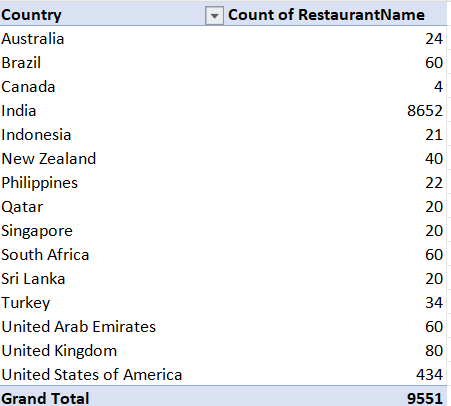 Country Count of RestaurantName
Australia 24
Brazil 60
Canada 4
India 8652
Indonesia 21
New Zealand 40
Philippines 22
Qatar 20
Singapore 20
South Africa 60
Sri Lanka 20
Turkey 34
United Arab Emirates 60
United Kingdom 80
United States of America 434
Grand Total 9551